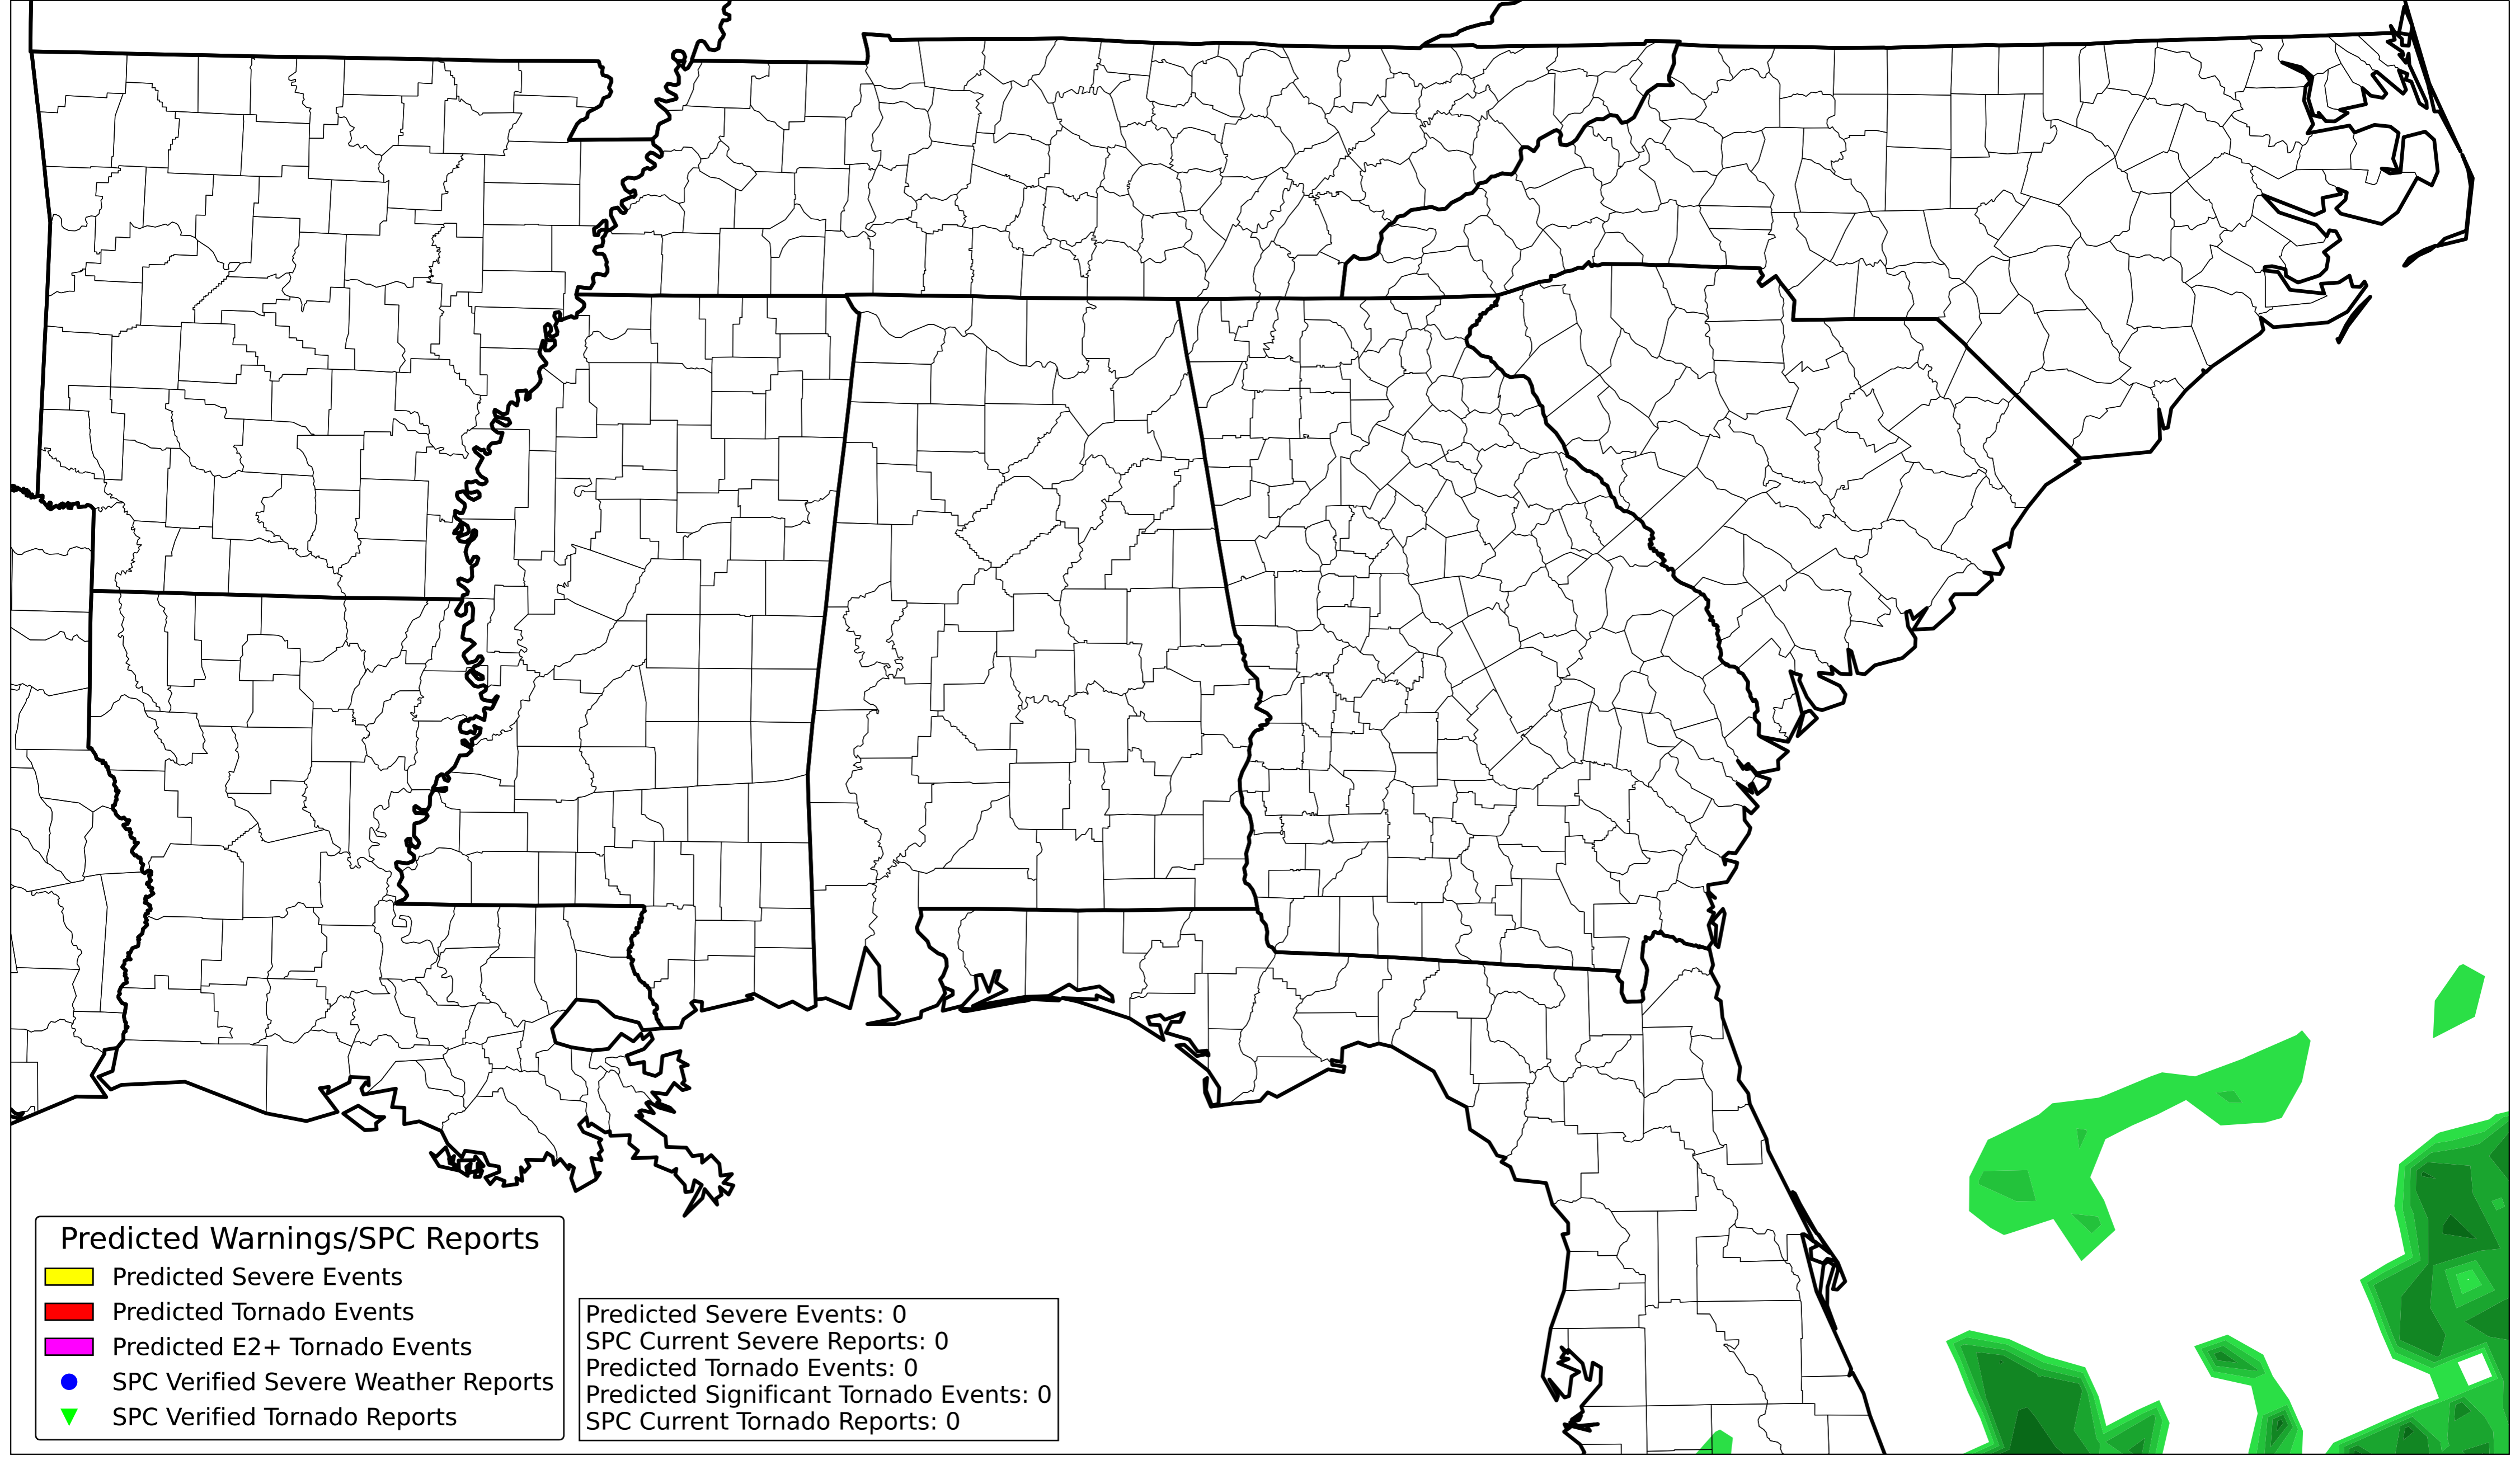 Predicted Warnings/SPC Reports
Predicted Severe Events
Predicted Tornado Events
Predicted E2+ Tornado Events
SPC Verified Severe Weather Reports
SPC Verified Tornado Reports
Predicted Severe Events: 0
SPC Current Severe Reports: 0
Predicted Tornado Events: 0
Predicted Significant Tornado Events: 0
SPC Current Tornado Reports: 0